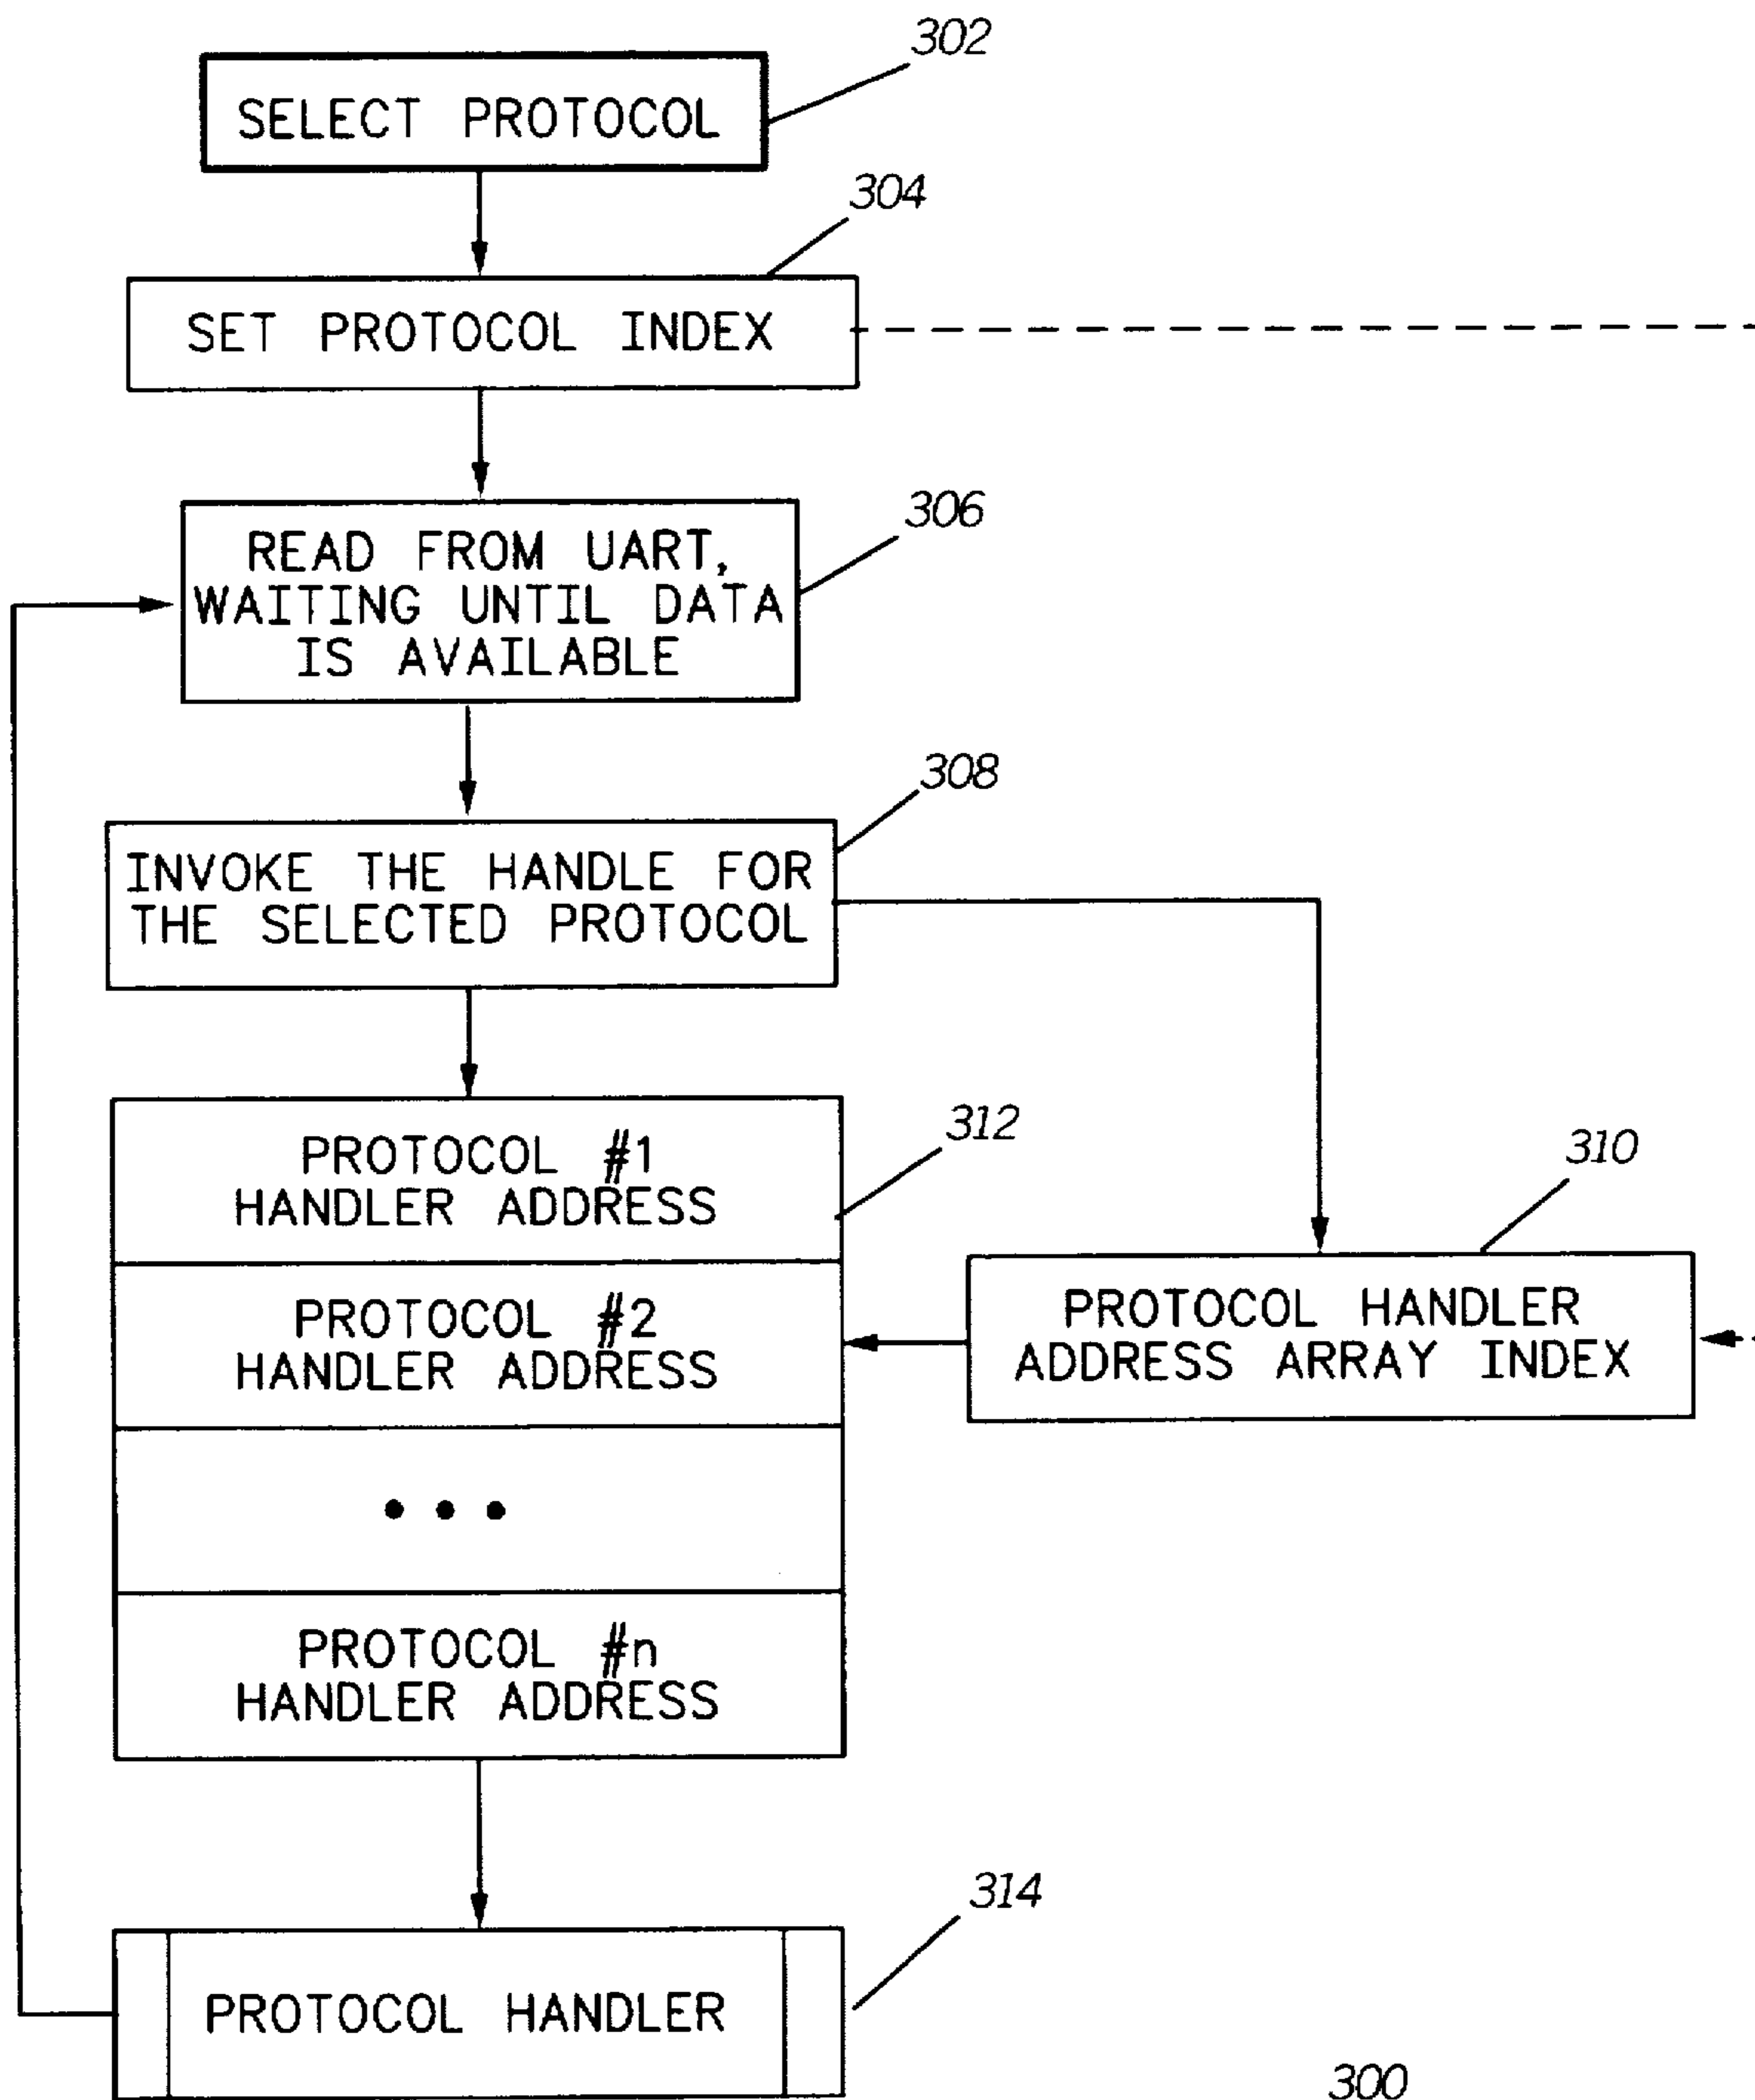 302
SELECT PROTOCOL
304
SET PROTOCOL INDEX
306
READ FROM UART,
WAITING UNTIL DATA
IS AVAILABLE
308
INVOKE THE HANDLE FOR
THE SELECTED PROTOCOL
312
PROTOCOL #1
HANDLER ADDRESS
310
PROTOCOL HANDLER
ADDRESS ARRAY INDEX
PROTOCOL #2
HANDLER ADDRESS
• • •
PROTOCOL #n
HANDLER ADDRESS
314
PROTOCOL HANDLER
300